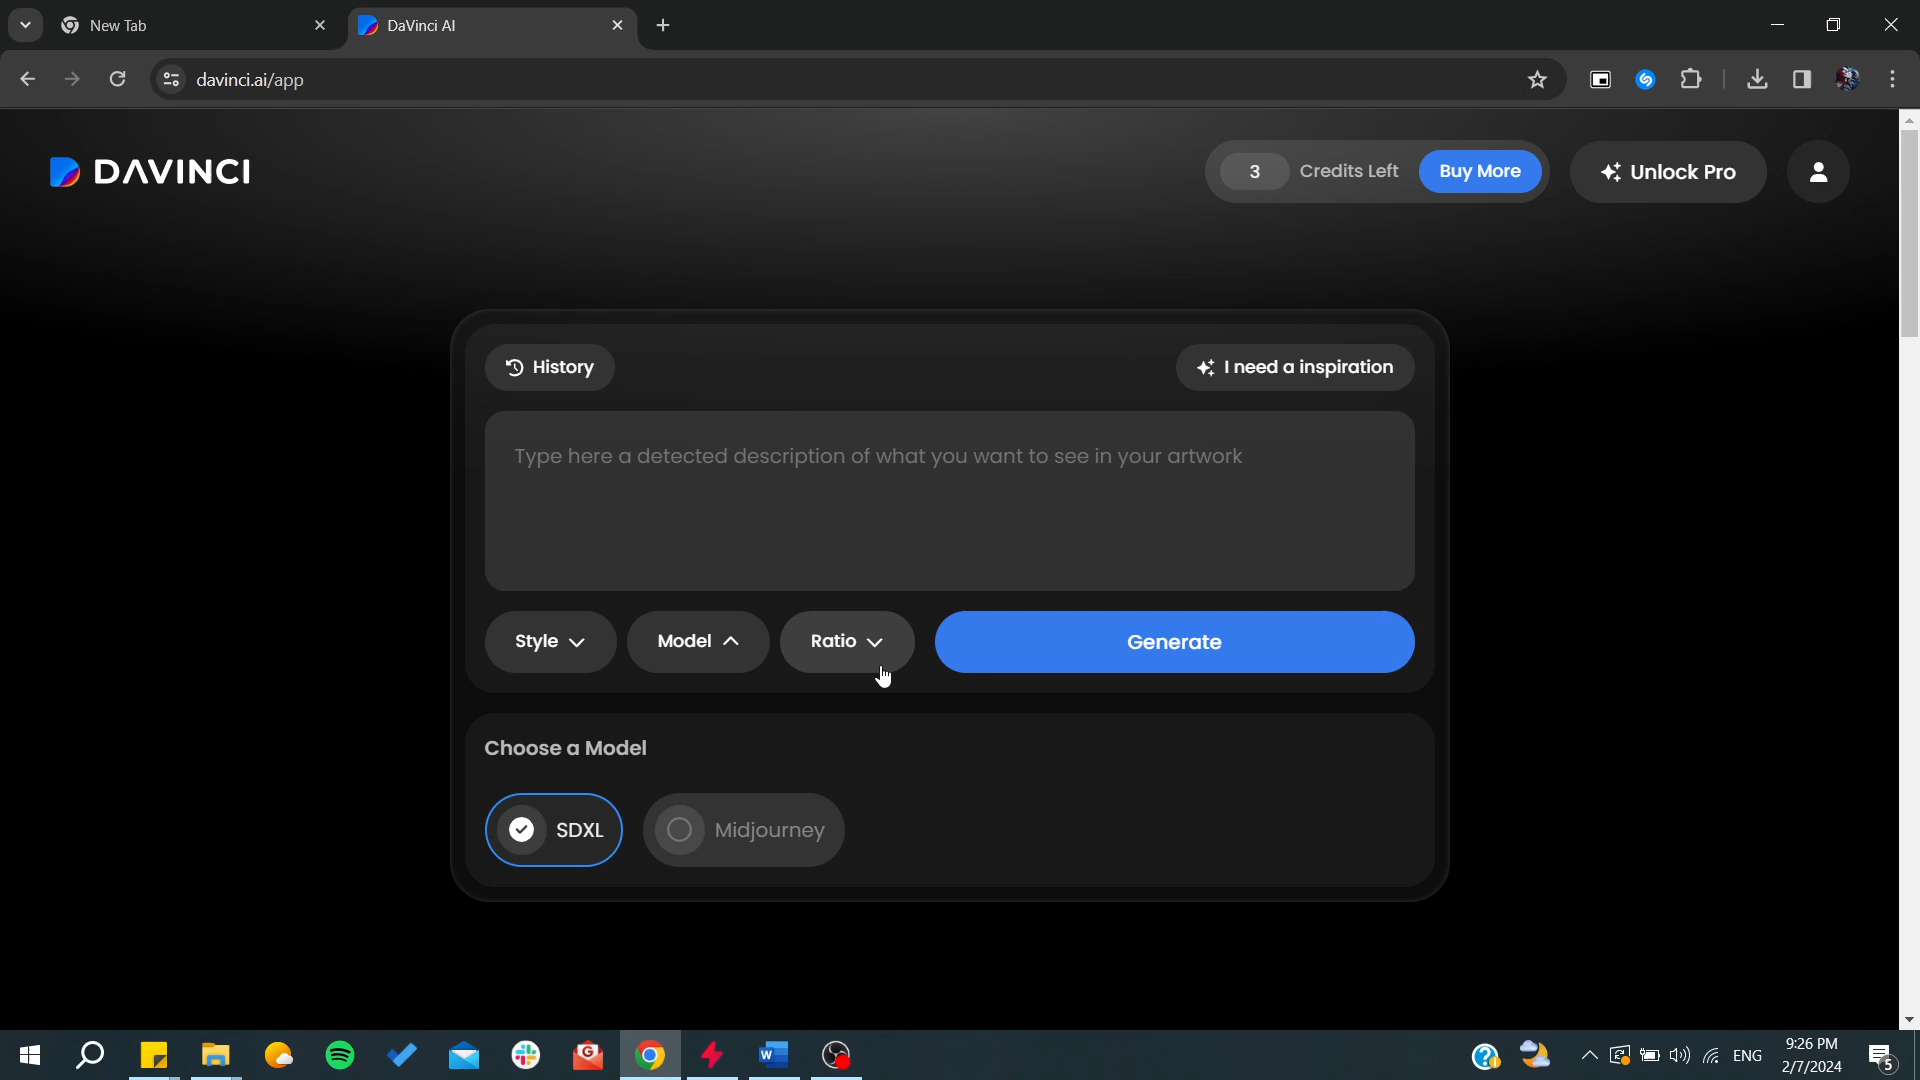 New Tab
DaVinci AI
davinci.ai/app
DAVINCI
3 Credits Left Buy More
Unlock Pro
History
I need a inspiration
Type here a detected description of what you want to see in your artwork
Style Model Ratio Generate
Choose a Model
SDXL Midjourney
ENG
9:26 PM
2/7/2024
5